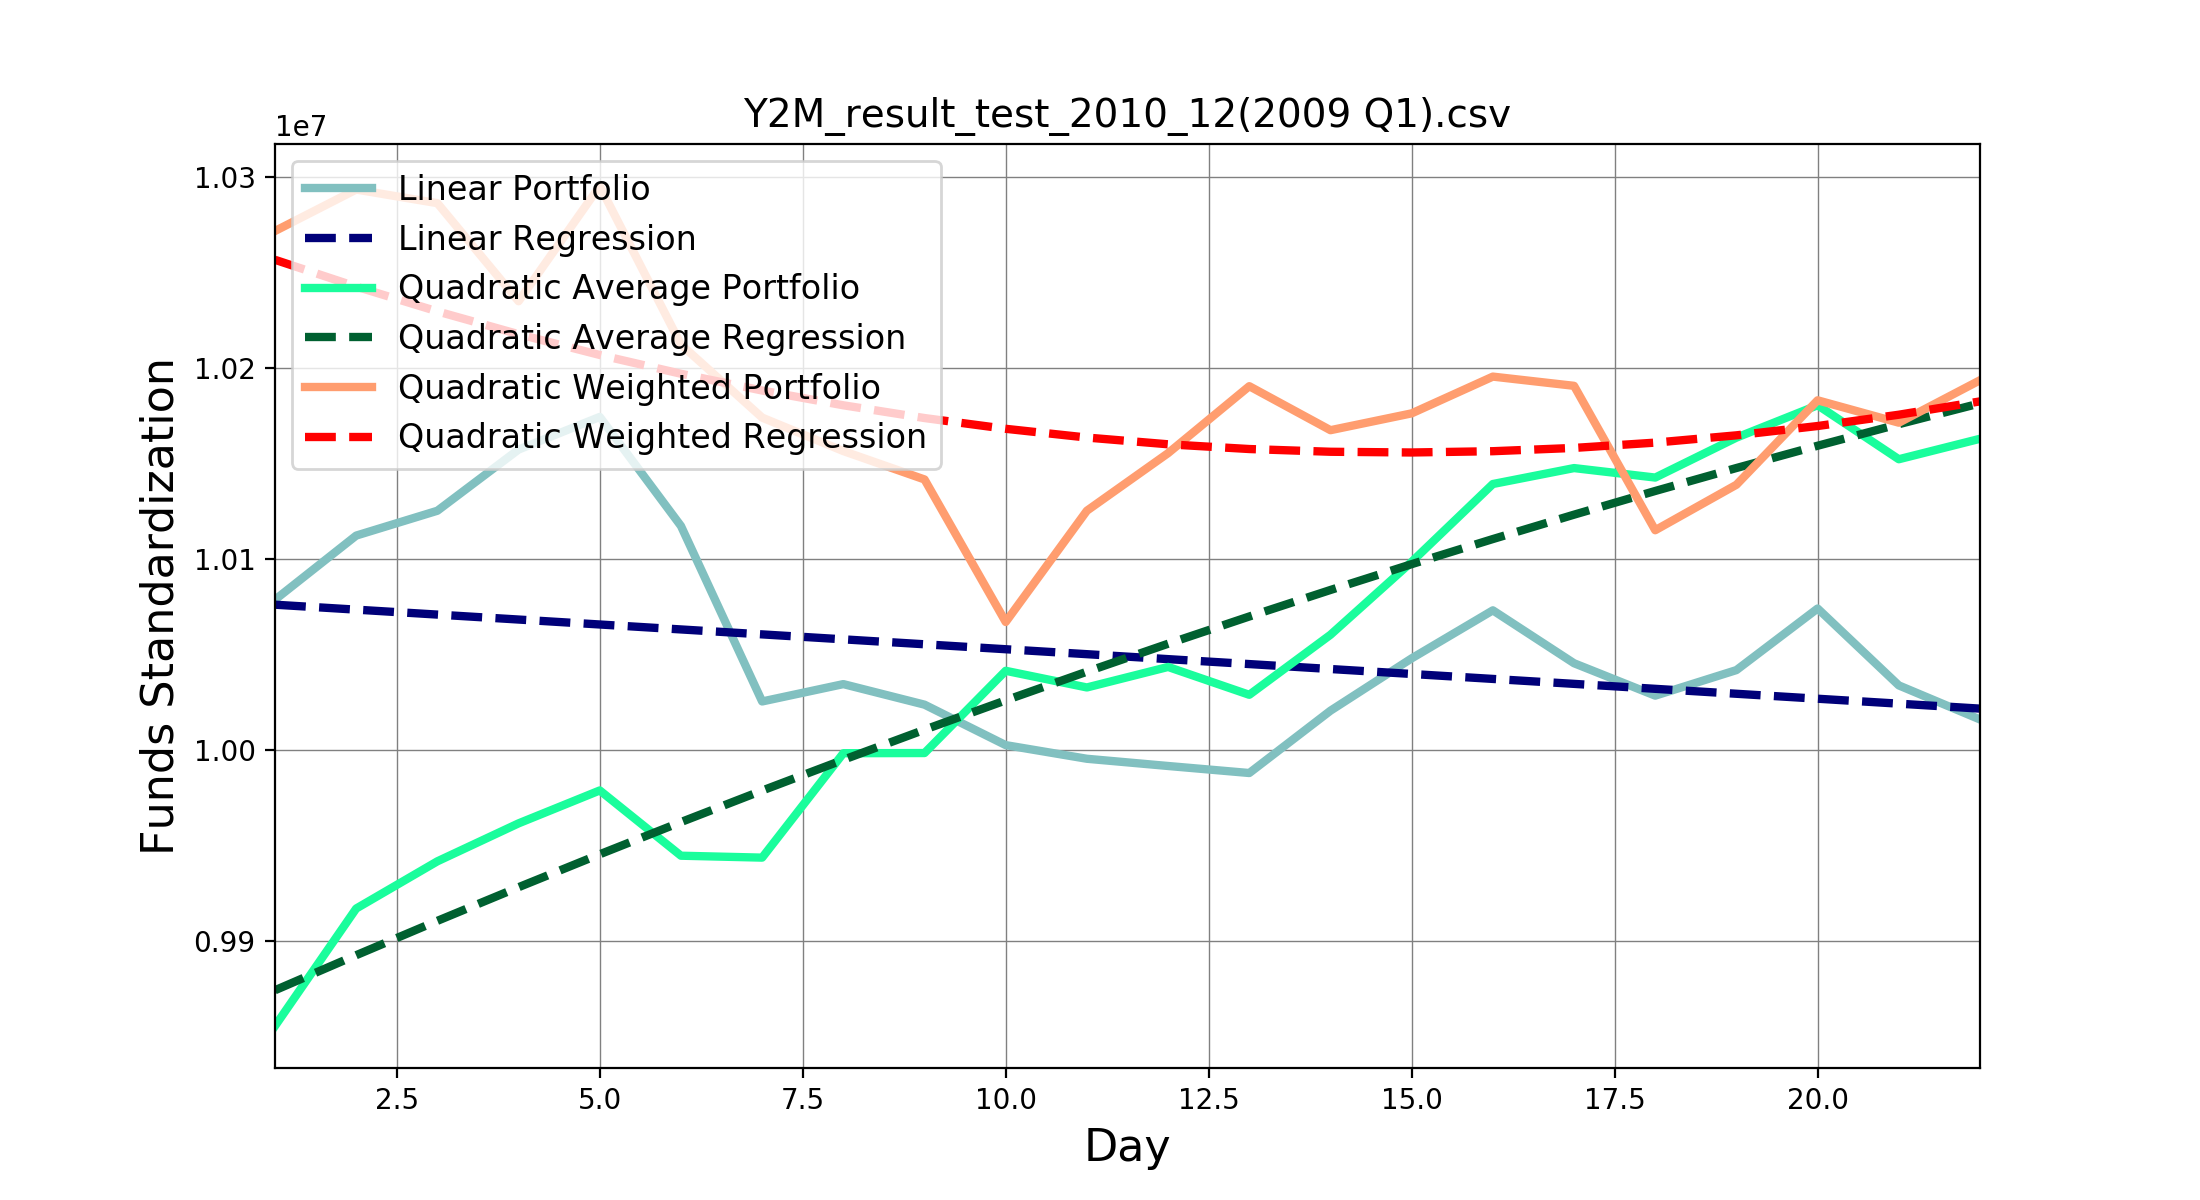 Y2M_result_test_2010_12(2009 Q1).csv
1e7
1.03
1.02
1.01
1.00
0.99
Funds Standardization
Linear Portfolio
Linear Regression
Quadratic Average Portfolio
Quadratic Average Regression
Quadratic Weighted Portfolio
Quadratic Weighted Regression
2.5 5.0 7.5 10.0 12.5 15.0 17.5 20.0
Day